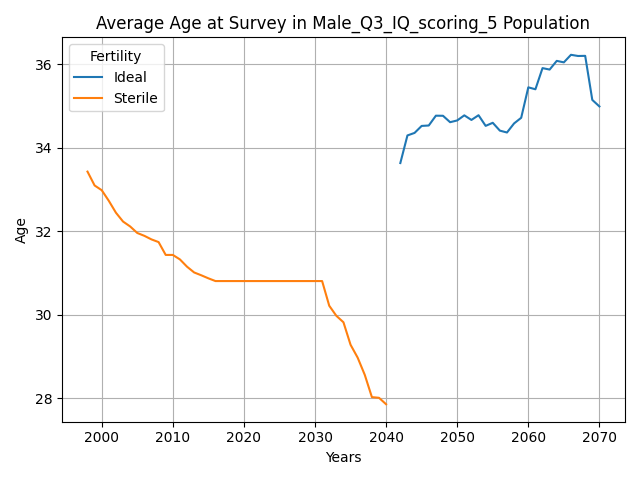 Average Age at Survey in Male_Q3_IQ_scoring_5 Population
Fertility
Ideal
Sterile
36
34
32
30
28
Age
2000 2010 2020 2030 2040 2050 2060 2070
Years